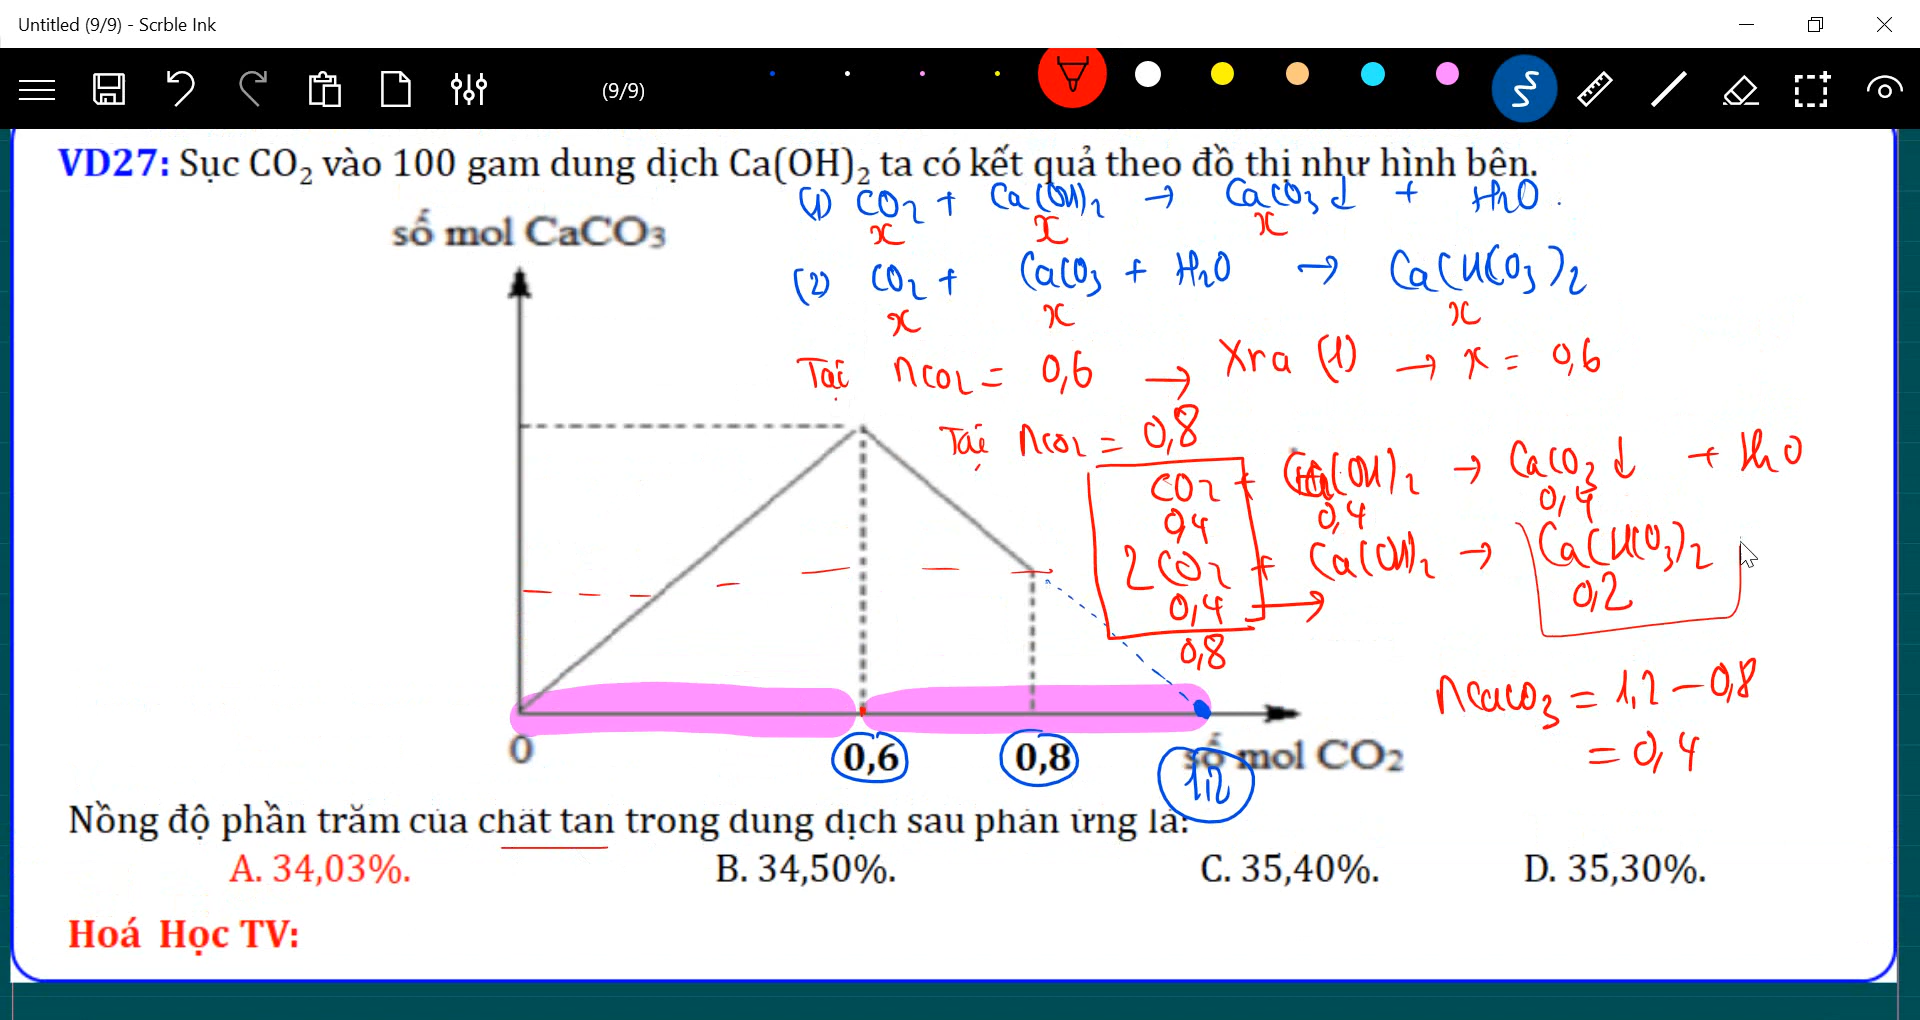 Untitled (9/9) - Scrble Ink
(9/9)
VD27: Sục CO₂ vào 100 gam dung dịch Ca(OH)₂ ta có kết quả theo đồ thị như hình bên.
(1) CO₂ + Ca(OH)₂ → CaCO₃↓ + H₂O.
x x x
số mol CaCO₃
(2) CO₂ + CaCO₃ + H₂O → Ca(HCO₃)₂
x x x
Tại nCO₂ = 0,6 → Xra (1) → x = 0,6
Tại nCO₂ = 0,8
CO₂ + Ca(OH)₂ → CaCO₃↓ + H₂O
0,4 0,4 0,4
2CO₂ + Ca(OH)₂ → Ca(HCO₃)₂
0,4 → 0,2
0,8
nCaCO₃ = 1,2 - 0,8
= 0,4
0 0,6 0,8 số mol CO₂
1,2
Nồng độ phần trăm của chất tan trong dung dịch sau phản ứng là:
A. 34,03%. B. 34,50%. C. 35,40%. D. 35,30%.
Hoá Học TV: